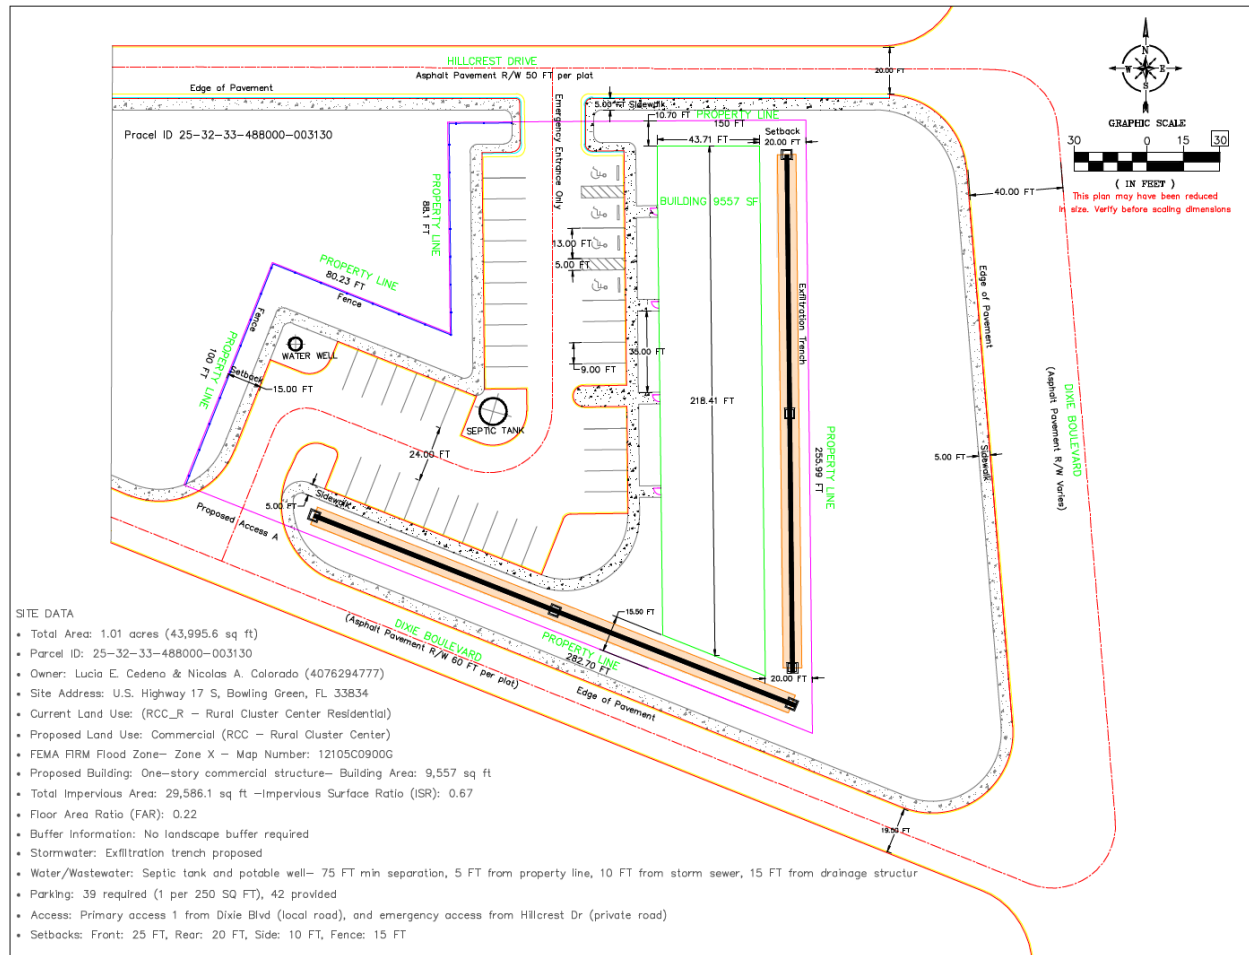 HILLCREST DRIVE
Asphalt Pavement R/W 50 FT per plat
Edge of Pavement
20.00 FT
N
W
E
S
GRAPHIC SCALE
30
0
15
30
( IN FEET )
This plan may have been reduced
in size. Verify before scaling dimensions
Pracel ID 25-32-33-488000-003130
Emergency Entrance Only
5.00 FT Sidewalk
10.70 FT
PROPERTY LINE
150 FT
Setback
20.00 FT
43.71 FT
40.00 FT
PROPERTY LINE
88.1 FT
BUILDING 9557 SF
13.00 FT
5.00 FT
PROPERTY LINE
80.23 FT
Fence
Fence
PROPERTY LINE
100 FT
Setback
15.00 FT
WATER WELL
Exfiltration Trench
Edge of Pavement
35.00 FT
9.00 FT
218.41 FT
SEPTIC TANK
24.00 FT
PROPERTY LINE
255.99 FT
DIXIE BOULEVARD
(Asphalt Pavement R/W Varies)
5.00 FT
Sidewalk
Sidewalk
5.00 FT
Proposed Access A
15.50 FT
DIXIE BOULEVARD
(Asphalt Pavement R/W 60 FT per plat)
PROPERTY LINE
282.70 FT
20.00 FT
Edge of Pavement
19.50 FT
SITE DATA
• Total Area: 1.01 acres (43,995.6 sq ft)
• Parcel ID: 25-32-33-488000-003130
• Owner: Lucia E. Cedeno & Nicolas A. Colorado (4076294777)
• Site Address: U.S. Highway 17 S, Bowling Green, FL 33834
• Current Land Use: (RCC_R - Rural Cluster Center Residential)
• Proposed Land Use: Commercial (RCC - Rural Cluster Center)
• FEMA FIRM Flood Zone- Zone X - Map Number: 12105C0900G
• Proposed Building: One-story commercial structure- Building Area: 9,557 sq ft
• Total Impervious Area: 29,586.1 sq ft -Impervious Surface Ratio (ISR): 0.67
• Floor Area Ratio (FAR): 0.22
• Buffer Information: No landscape buffer required
• Stormwater: Exfiltration trench proposed
• Water/Wastewater: Septic tank and potable well- 75 FT min separation, 5 FT from property line, 10 FT from storm sewer, 15 FT from drainage structur
• Parking: 39 required (1 per 250 SQ FT), 42 provided
• Access: Primary access 1 from Dixie Blvd (local road), and emergency access from Hillcrest Dr (private road)
• Setbacks: Front: 25 FT, Rear: 20 FT, Side: 10 FT, Fence: 15 FT